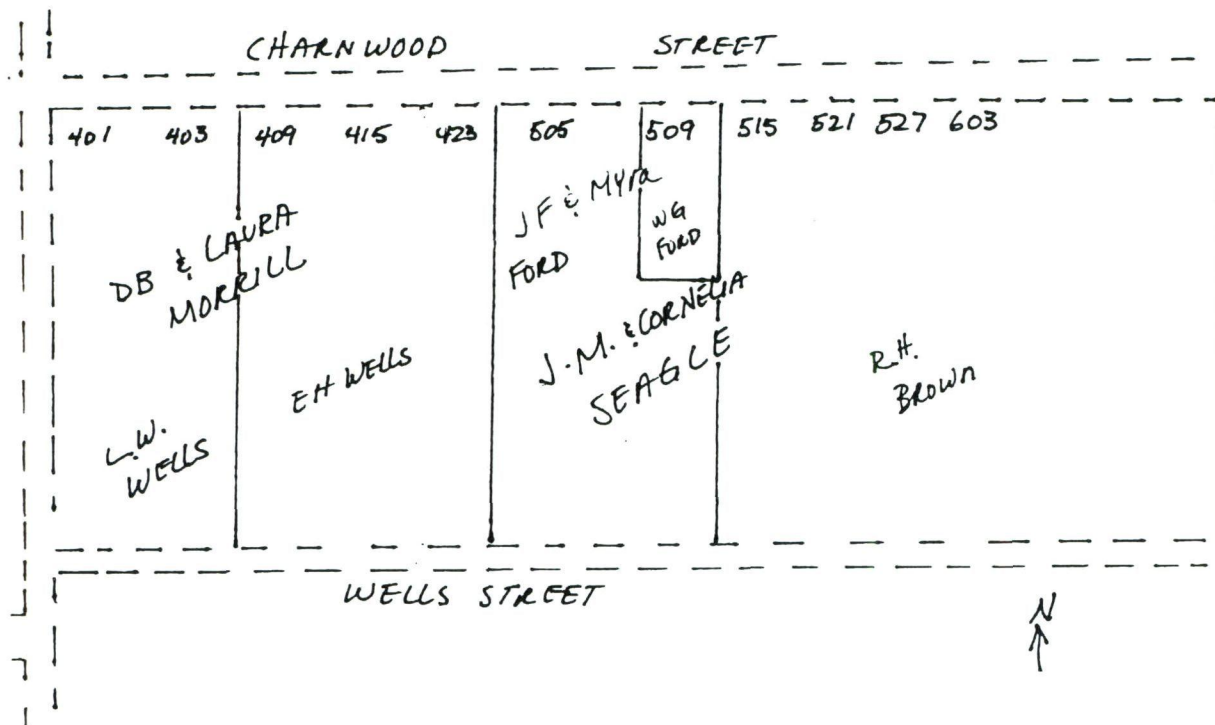 CHARNWOOD STREET
401 403 409 415 423 505 509 515 521 527 603
DB & LAURA
MORRILL
L.W.
WELLS
EH WELLS
JF & MYRA
FORD
WG
FORD
J.M. & CORNELIA
SEAGLE
R.H.
BROWN
WELLS STREET
N